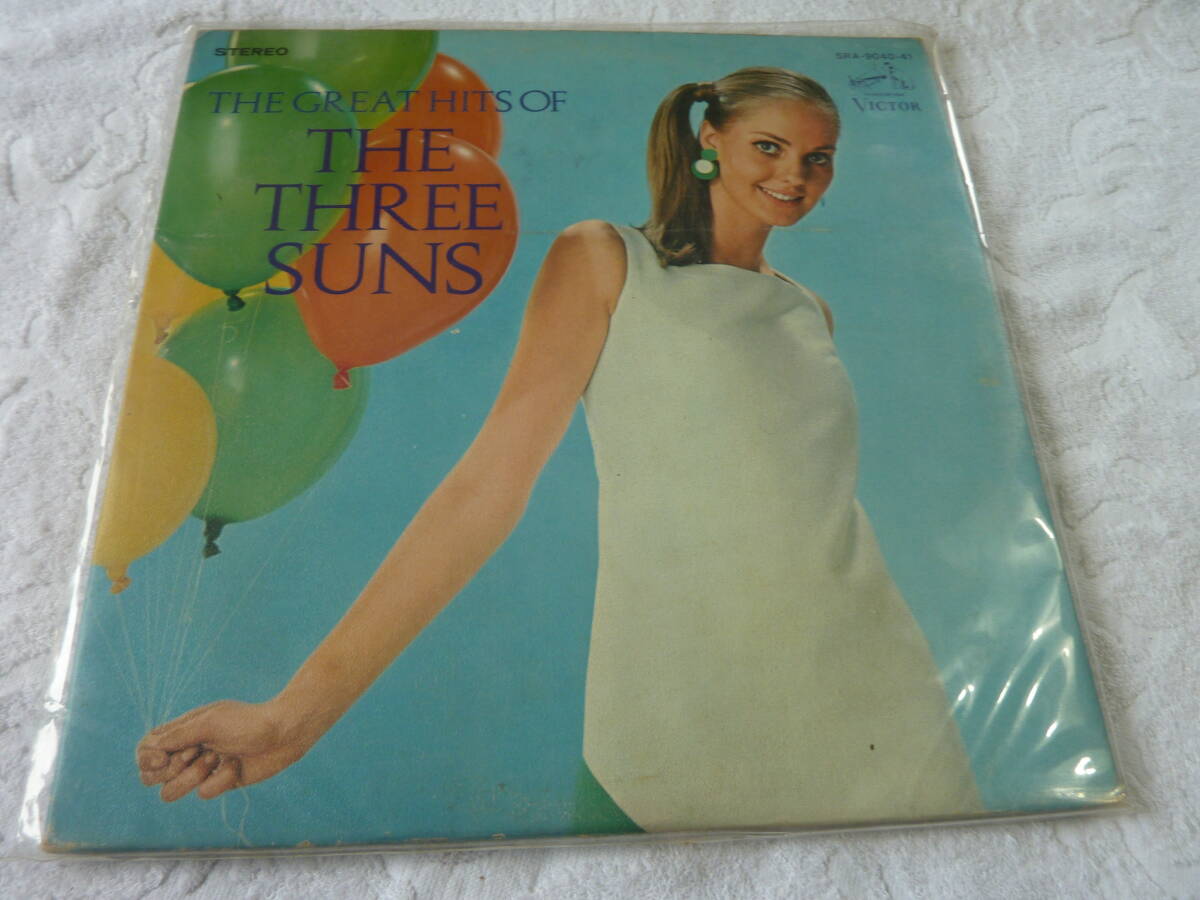 STEREO
SRA-9040-41
VICTOR
THE GREAT HITS OF
THE
THREE
SUNS